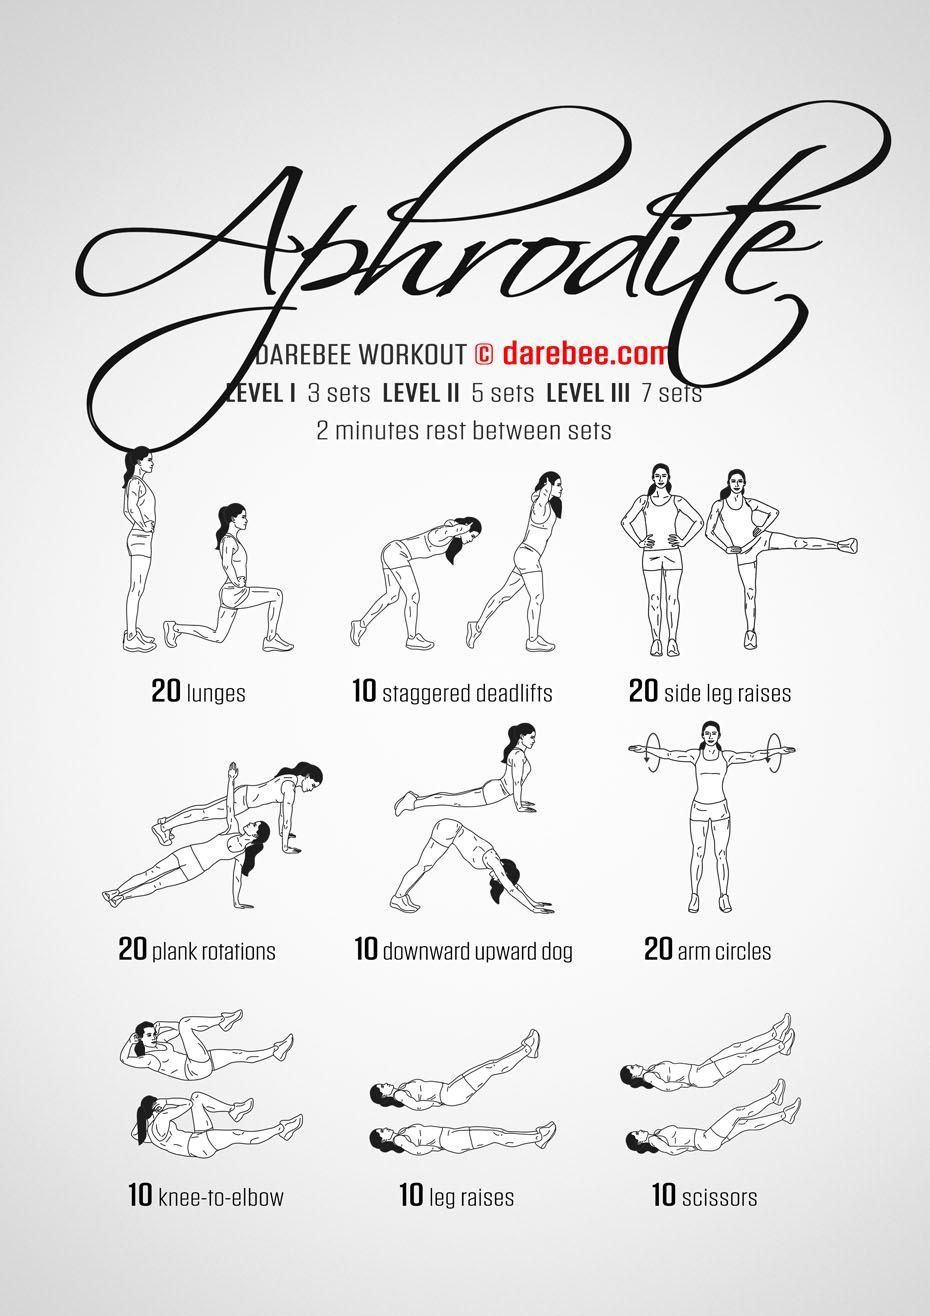 Aphrodite
DAREBEE WORKOUT © darebee.com
LEVEL I 3 sets LEVEL II 5 sets LEVEL III 7 sets
2 minutes rest between sets
20 lunges
10 staggered deadlifts
20 side leg raises
20 plank rotations
10 downward upward dog
20 arm circles
10 knee-to-elbow
10 leg raises
10 scissors